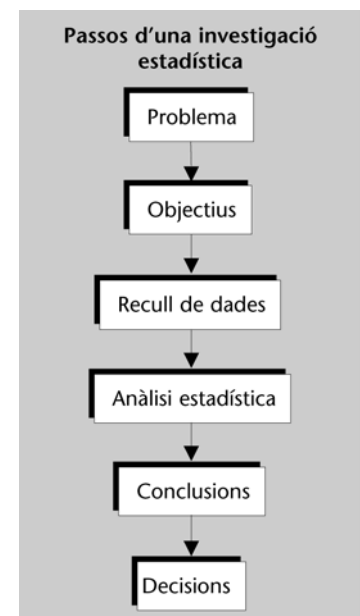 Passos d’una investigació
estadística
Problema
Objectius
Recull de dades
Anàlisi estadística
Conclusions
Decisions